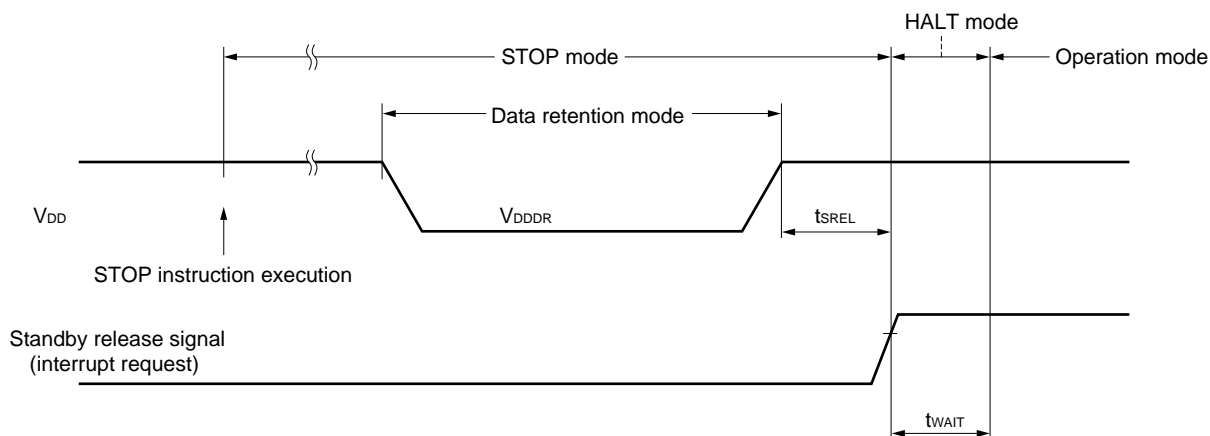 HALT mode
STOP mode
Operation mode
Data retention mode
VDD
VDDDR
tSREL
STOP instruction execution
Standby release signal
(interrupt request)
tWAIT